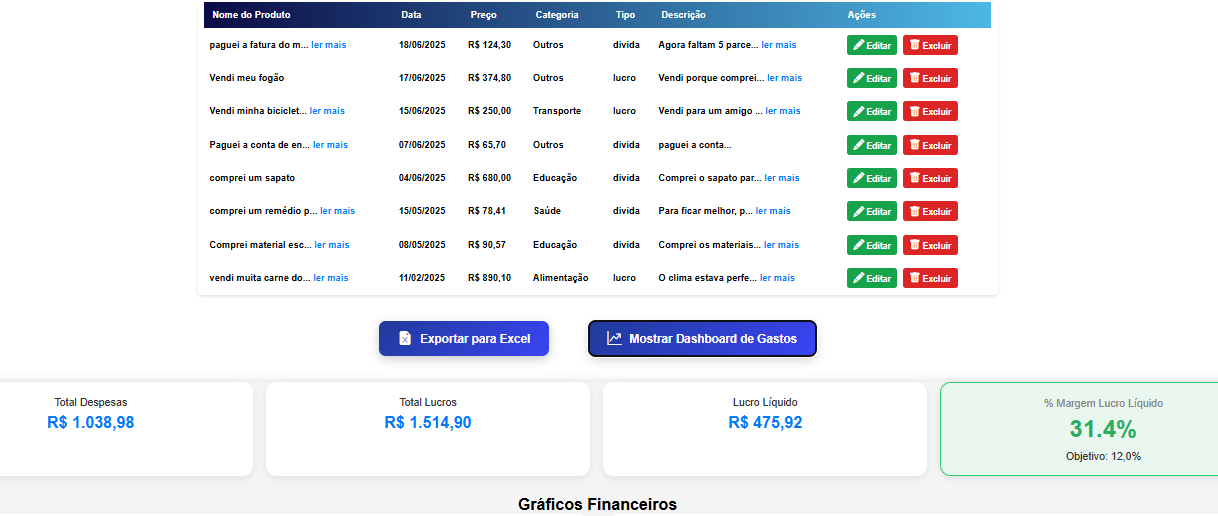 Nome do Produto Data Preço Categoria Tipo Descrição Ações
paguei a fatura do m... ler mais 18/06/2025 R$ 124,30 Outros divida Agora faltam 5 parce... ler mais Editar Excluir
Vendi meu fogão 17/06/2025 R$ 374,80 Outros lucro Vendi porque comprei... ler mais Editar Excluir
Vendi minha biciclet... ler mais 15/06/2025 R$ 250,00 Transporte lucro Vendi para um amigo ... ler mais Editar Excluir
Paguei a conta de en... ler mais 07/06/2025 R$ 65,70 Outros divida paguei a conta... Editar Excluir
comprei um sapato 04/06/2025 R$ 680,00 Educação divida Comprei o sapato par... ler mais Editar Excluir
comprei um remédio p... ler mais 15/05/2025 R$ 78,41 Saúde divida Para ficar melhor, p... ler mais Editar Excluir
Comprei material esc... ler mais 08/05/2025 R$ 90,57 Educação divida Comprei os materiais... ler mais Editar Excluir
vendi muita carne do... ler mais 11/02/2025 R$ 890,10 Alimentação lucro O clima estava perfe... ler mais Editar Excluir
Exportar para Excel Mostrar Dashboard de Gastos
Total Despesas Total Lucros Lucro Líquido % Margem Lucro Líquido
R$ 1.038,98 R$ 1.514,90 R$ 475,92 31.4%
Objetivo: 12,0%
Gráficos Financeiros